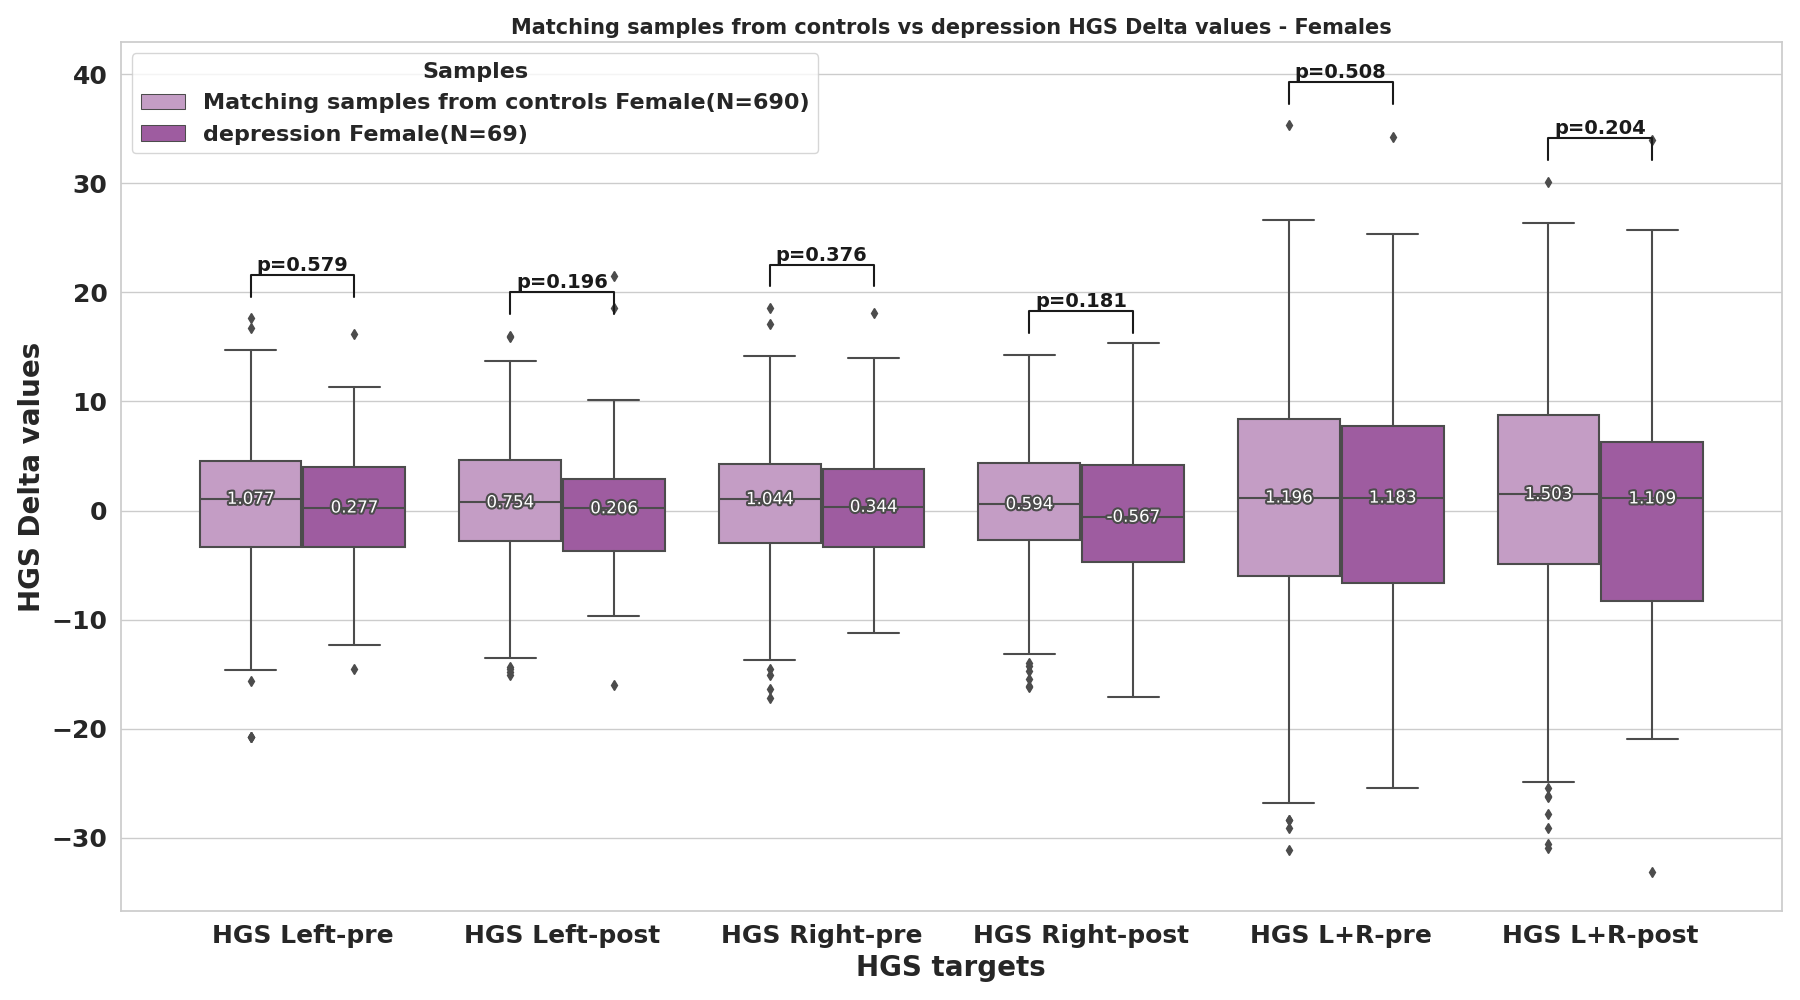 Matching samples from controls vs depression HGS Delta values - Females
Samples
Matching samples from controls Female(N=690)
depression Female(N=69)
HGS Delta values
40
30
20
10
0
−10
−20
−30
p=0.579
p=0.196
p=0.376
p=0.181
p=0.508
p=0.204
1.077
0.277
0.754
0.206
1.044
0.344
0.594
-0.567
1.196
1.183
1.503
1.109
HGS Left-pre
HGS Left-post
HGS Right-pre
HGS Right-post
HGS L+R-pre
HGS L+R-post
HGS targets